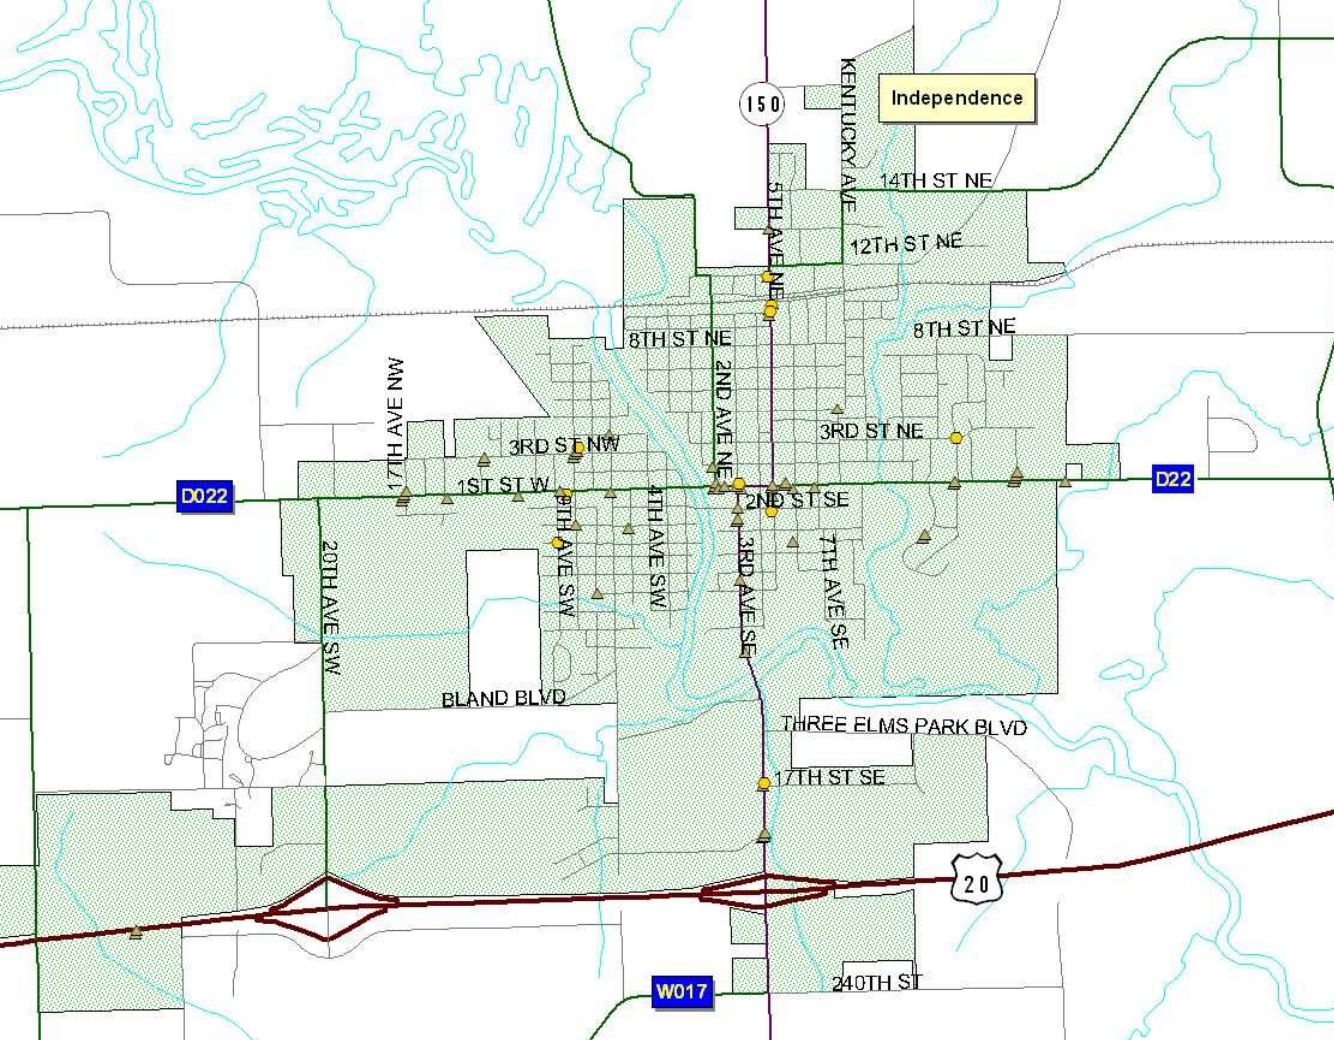 KENTUCKY AVE
150
Independence
14TH ST NE
5TH AVE NE
12TH ST NE
8TH ST NE
8TH ST NE
17TH AVE NW
2ND AVE NE
3RD ST NW
3RD ST NE
1ST ST W
D022
D22
2ND ST SE
9TH AVE SW
4TH AVE SW
20TH AVE SW
3RD AVE SE
7TH AVE SE
BLAND BLVD
THREE ELMS PARK BLVD
17TH ST SE
20
240TH ST
W017